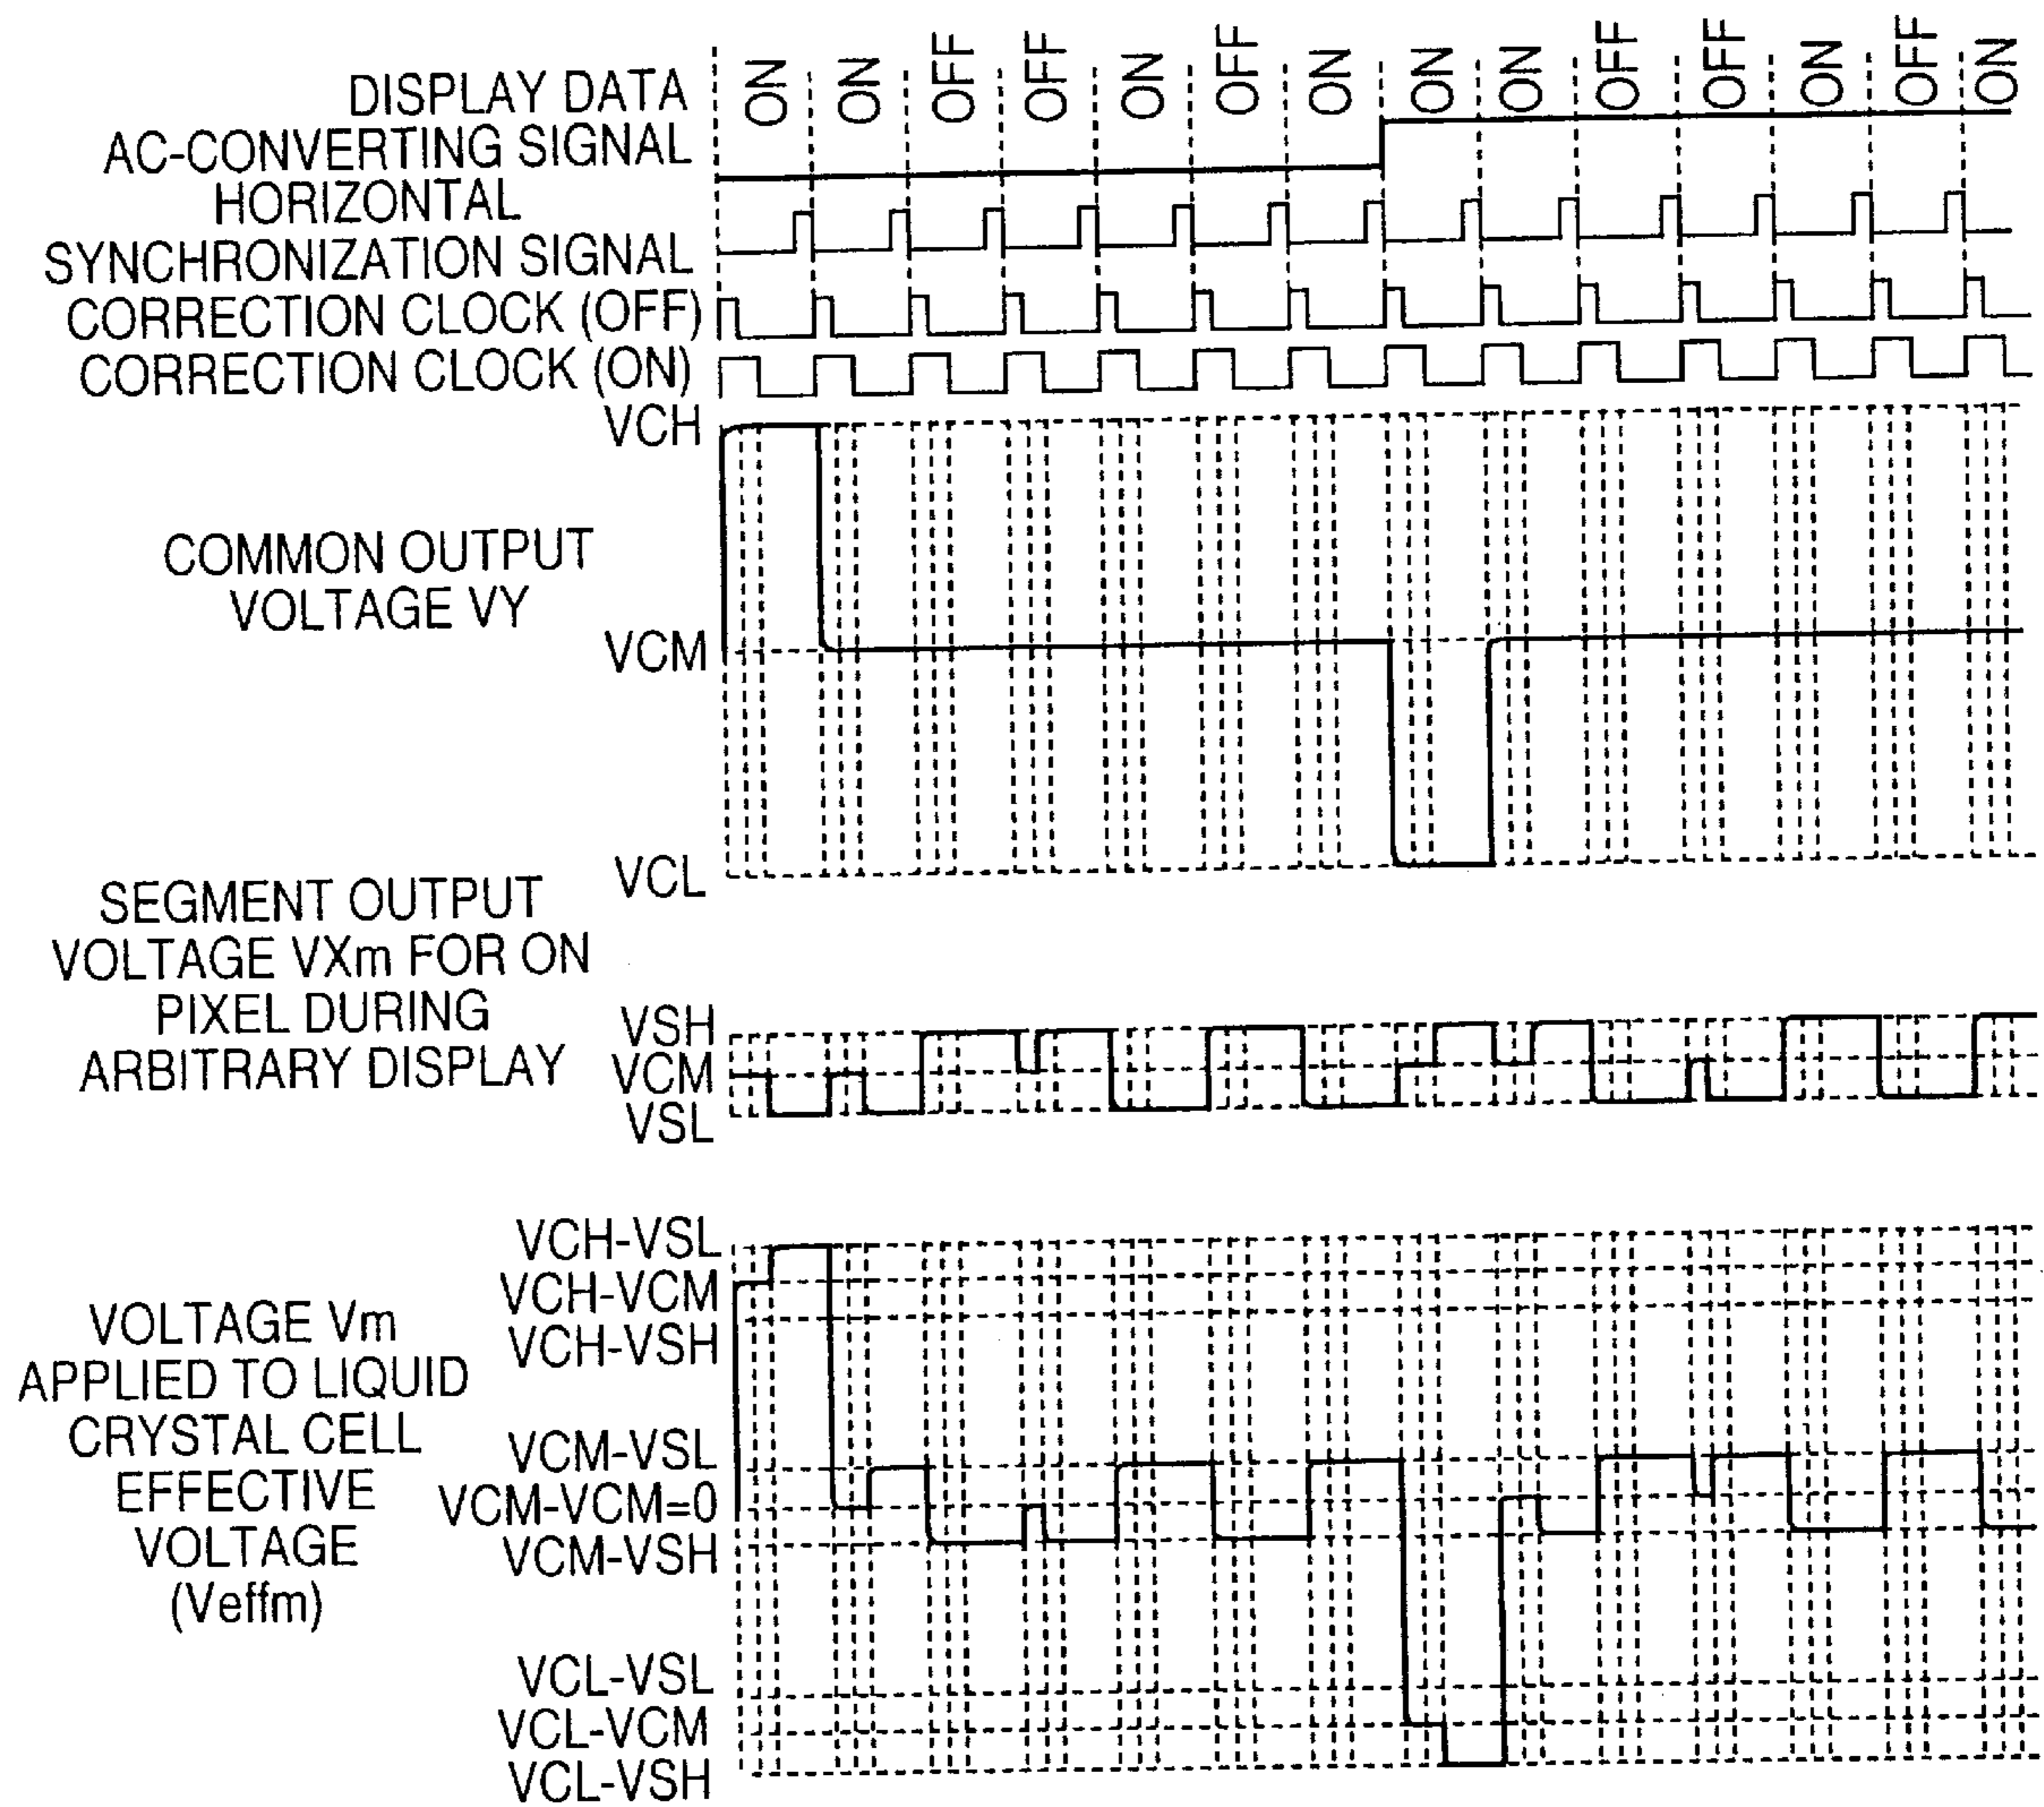 DISPLAY DATA ON ON OFF OFF ON OFF ON ON ON OFF OFF ON OFF ON
AC-CONVERTING SIGNAL
HORIZONTAL
SYNCHRONIZATION SIGNAL
CORRECTION CLOCK (OFF)
CORRECTION CLOCK (ON)
VCH
COMMON OUTPUT
VOLTAGE VY
VCM
VCL
SEGMENT OUTPUT
VOLTAGE VXm FOR ON
PIXEL DURING
ARBITRARY DISPLAY
VSH
VCM
VSL
VCH-VSL
VCH-VCM
VCH-VSH
VOLTAGE Vm
APPLIED TO LIQUID
CRYSTAL CELL
EFFECTIVE
VOLTAGE
(Veffm)
VCM-VSL
VCM-VCM=0
VCM-VSH
VCL-VSL
VCL-VCM
VCL-VSH